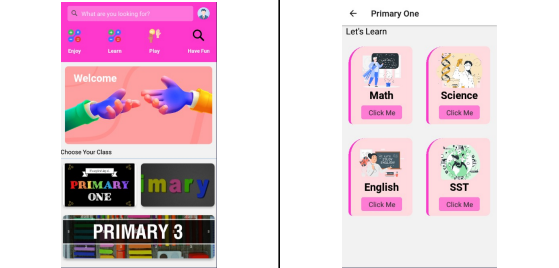 What are you looking for?
Enjoy Learn Play Have Fun
Welcome
Choose Your Class
PRIMARY
ONE
mary
PRIMARY 3
Primary One
Let's Learn
Math Science
Click Me Click Me
English SST
Click Me Click Me